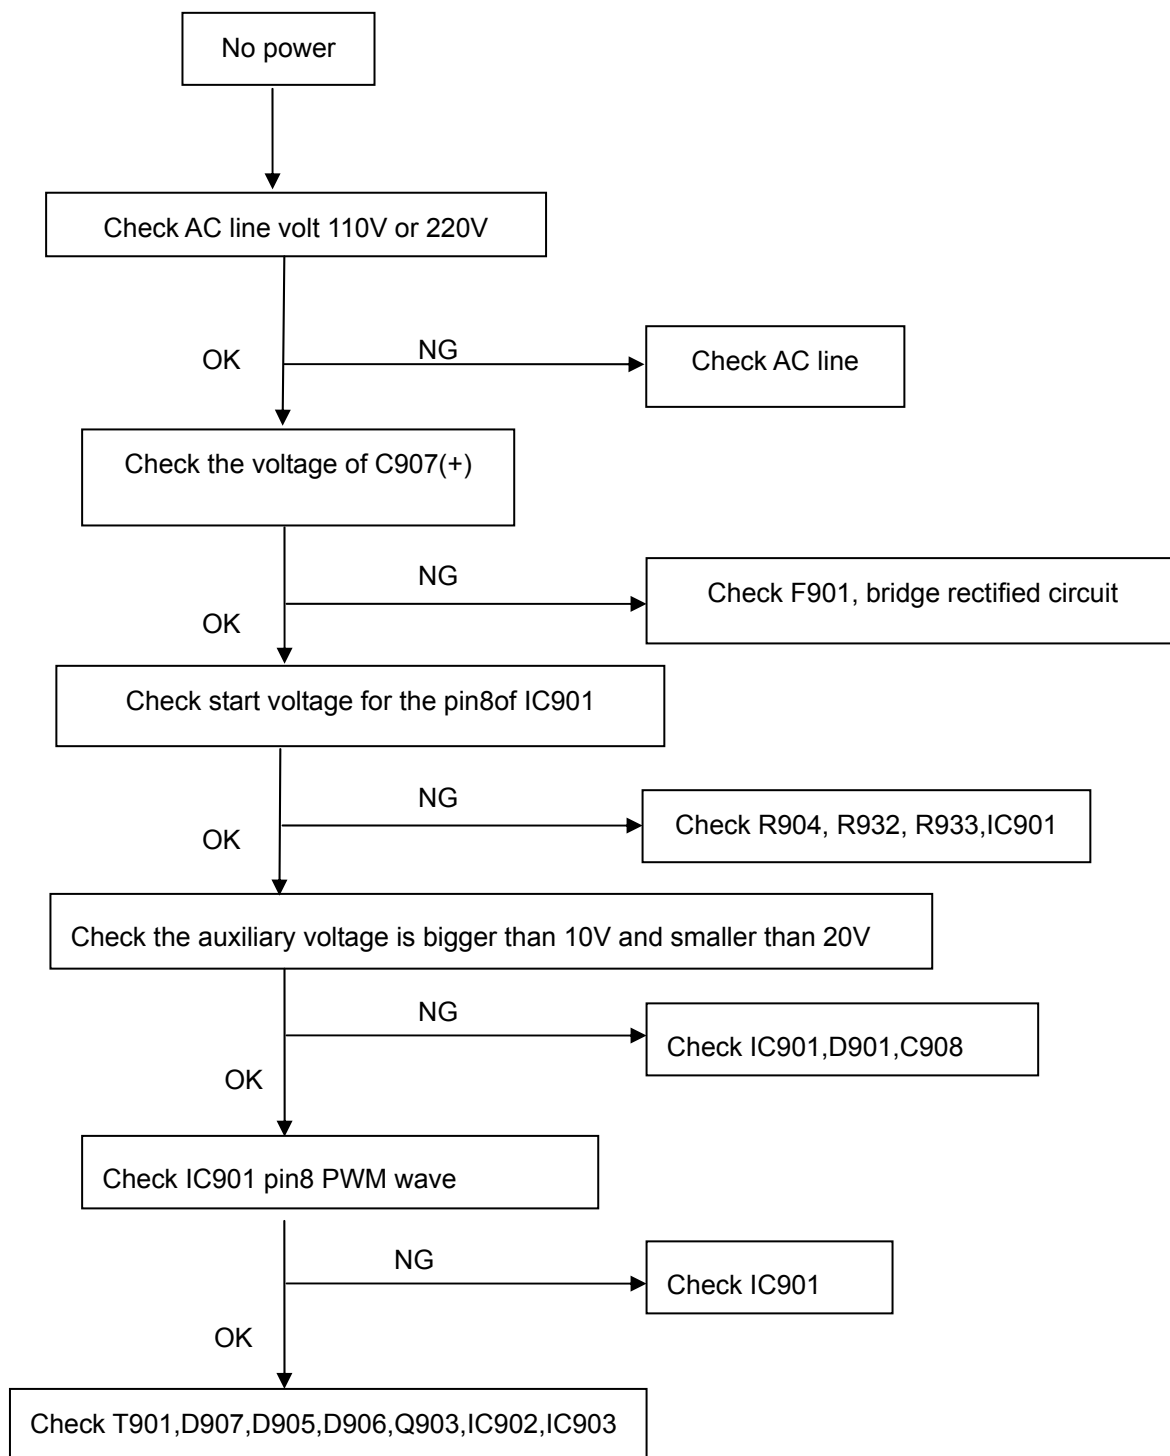 No power
Check AC line volt 110V or 220V
OK
NG
Check AC line
Check the voltage of C907(+)
NG
Check F901, bridge rectified circuit
OK
Check start voltage for the pin8of IC901
NG
Check R904, R932, R933,IC901
OK
Check the auxiliary voltage is bigger than 10V and smaller than 20V
NG
Check IC901,D901,C908
OK
Check IC901 pin8 PWM wave
NG
Check IC901
OK
Check T901,D907,D905,D906,Q903,IC902,IC903